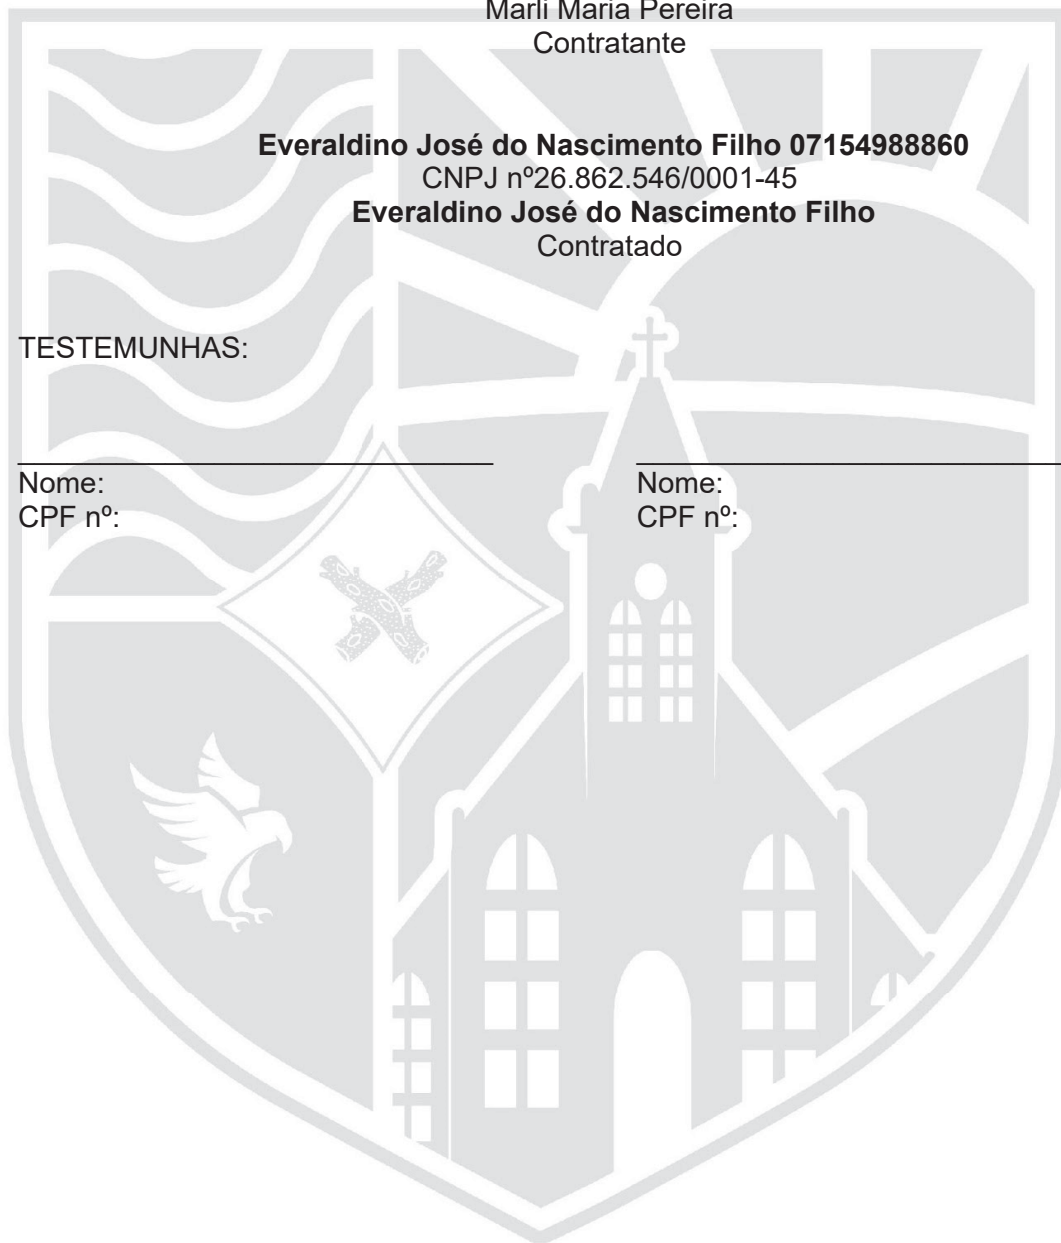 Marli Maria Pereira
Contratante
Everaldino José do Nascimento Filho 07154988860
CNPJ nº26.862.546/0001-45
Everaldino José do Nascimento Filho
Contratado
TESTEMUNHAS:
Nome: Nome:
CPF nº: CPF nº: